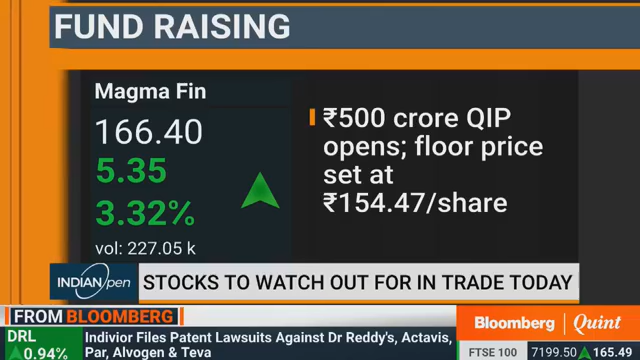 FUND RAISING
Magma Fin
166.40
5.35
3.32%
vol: 227.05 k
₹500 crore QIP
opens; floor price
set at
₹154.47/share
INDIAN open STOCKS TO WATCH OUT FOR IN TRADE TODAY
FROM BLOOMBERG
Bloomberg | Quint
DRL
0.94%
Indivior Files Patent Lawsuits Against Dr Reddy's, Actavis,
Par, Alvogen & Teva
FTSE 100 7199.50 165.49